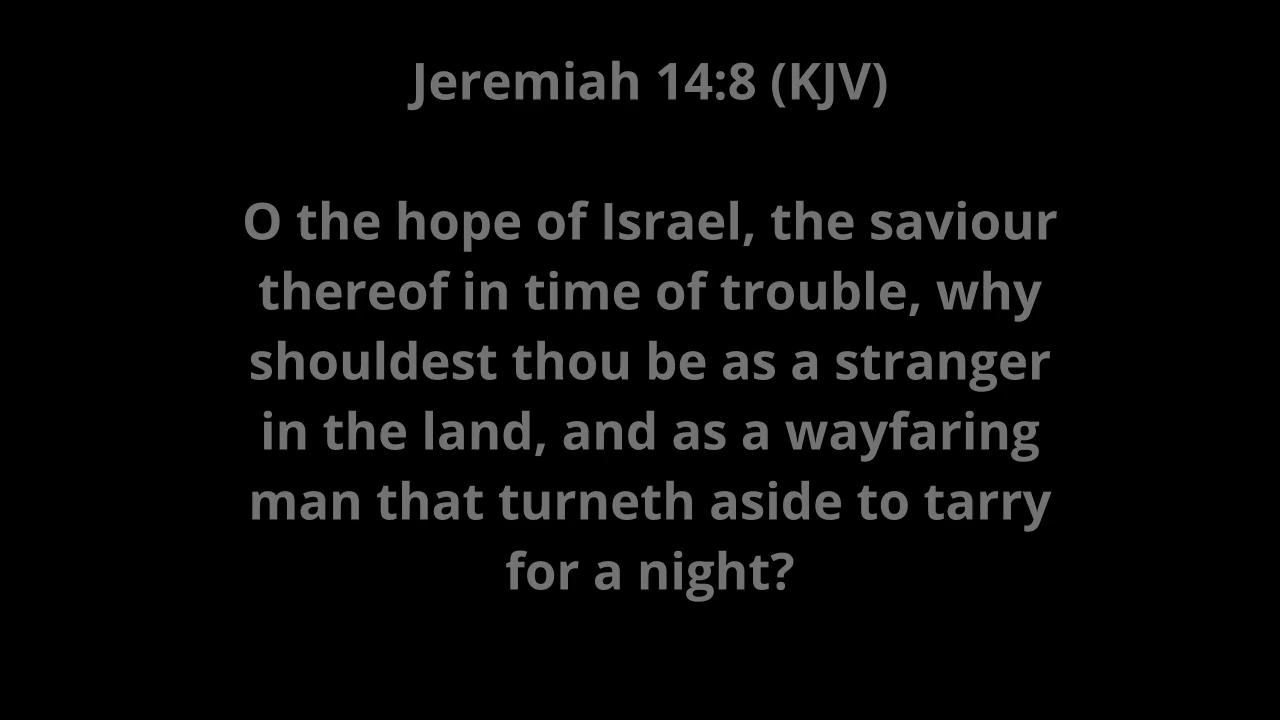 Jeremiah 14:8 (KJV)
O the hope of Israel, the saviour
thereof in time of trouble, why
shouldest thou be as a stranger
in the land, and as a wayfaring
man that turneth aside to tarry
for a night?